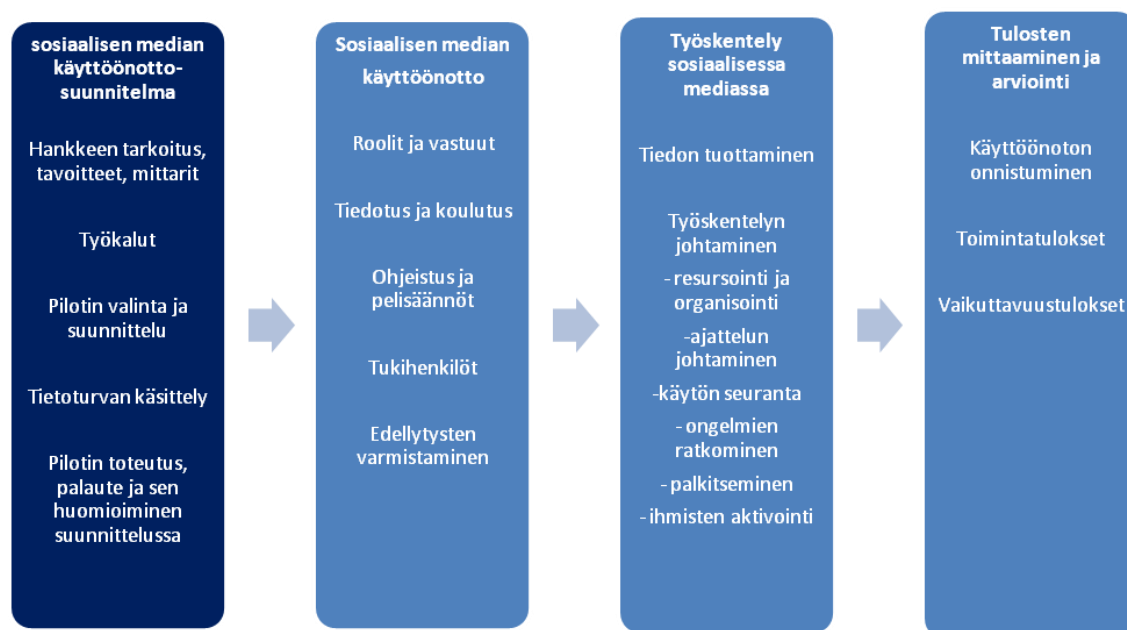 sosiaalisen median
käyttöönotto-
suunnitelma
Hankkeen tarkoitus,
tavoitteet, mittarit
Työkalut
Pilotin valinta ja
suunnittelu
Tietoturvan käsittely
Pilotin toteutus,
palaute ja sen
huomioiminen
suunnittelussa
Sosiaalisen median
käyttöönotto
Roolit ja vastuut
Tiedotus ja koulutus
Ohjeistus ja
pelisäännöt
Tukihenkilöt
Edellytysten
varmistaminen
Työskentely
sosiaalisessa
mediassa
Tiedon tuottaminen
Työskentelyn
johtaminen
- resursointi ja
organisointi
-ajattelun
johtaminen
-käytön seuranta
- ongelmien
ratkominen
- palkitseminen
- ihmisten aktivointi
Tulosten
mittaaminen ja
arviointi
Käyttöönoton
onnistuminen
Toimintatulokset
Vaikuttavuustulokset